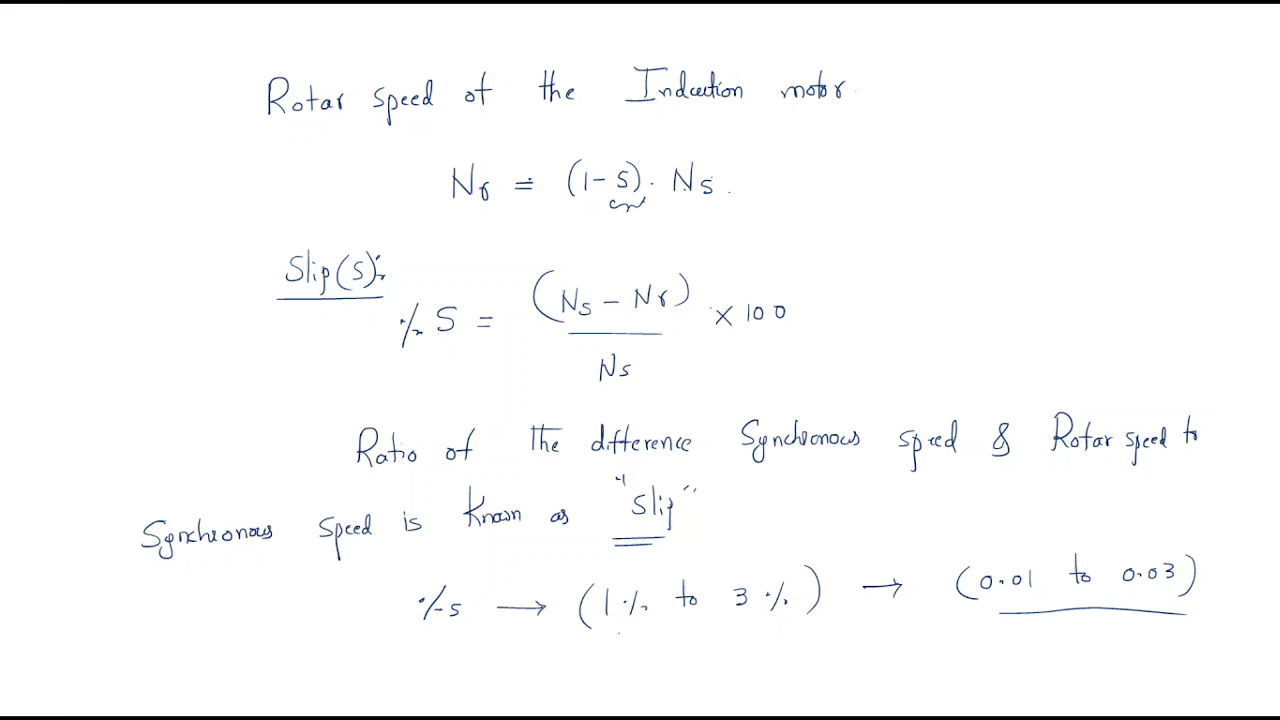 Rotar speed of the Induction motor.
Nr = (1-S). Ns.
Slip(S):
% S = (Ns - Nr) / Ns × 100
Ratio of the difference Synchronous speed & Rotar speed to
Synchronous speed is known as "slip"
% s → (1% to 3%) → (0.01 to 0.03)